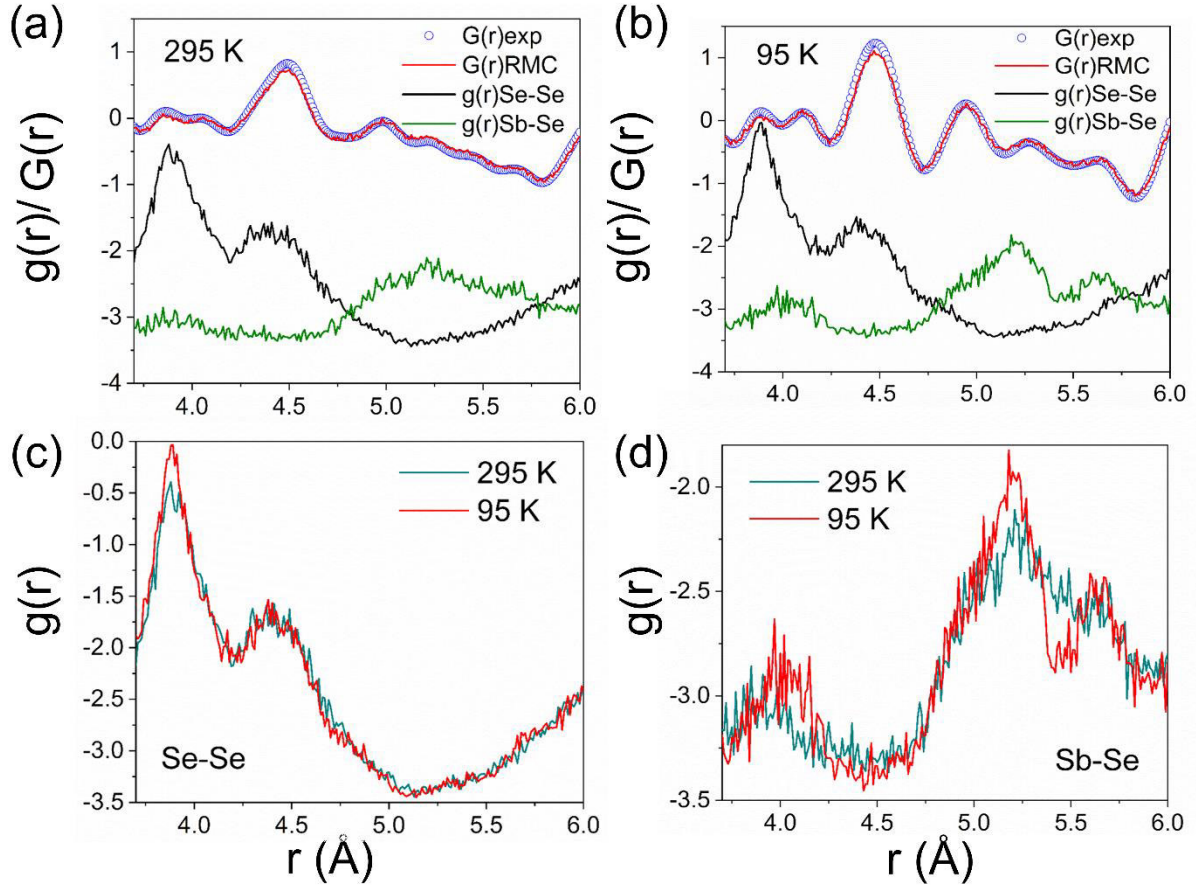 (a)
295 K
G(r)exp
G(r)RMC
g(r)Se-Se
g(r)Sb-Se
g(r)/ G(r)
1
0
-1
-2
-3
-4
4.0 4.5 5.0 5.5 6.0
(b)
95 K
G(r)exp
G(r)RMC
g(r)Se-Se
g(r)Sb-Se
g(r)/ G(r)
1
0
-1
-2
-3
-4
4.0 4.5 5.0 5.5 6.0
(c)
295 K
95 K
g(r)
0.0
-0.5
-1.0
-1.5
-2.0
-2.5
-3.0
-3.5
Se-Se
4.0 4.5 5.0 5.5 6.0
r (Å)
(d)
295 K
95 K
g(r)
-2.0
-2.5
-3.0
-3.5
Sb-Se
4.0 4.5 5.0 5.5 6.0
r (Å)